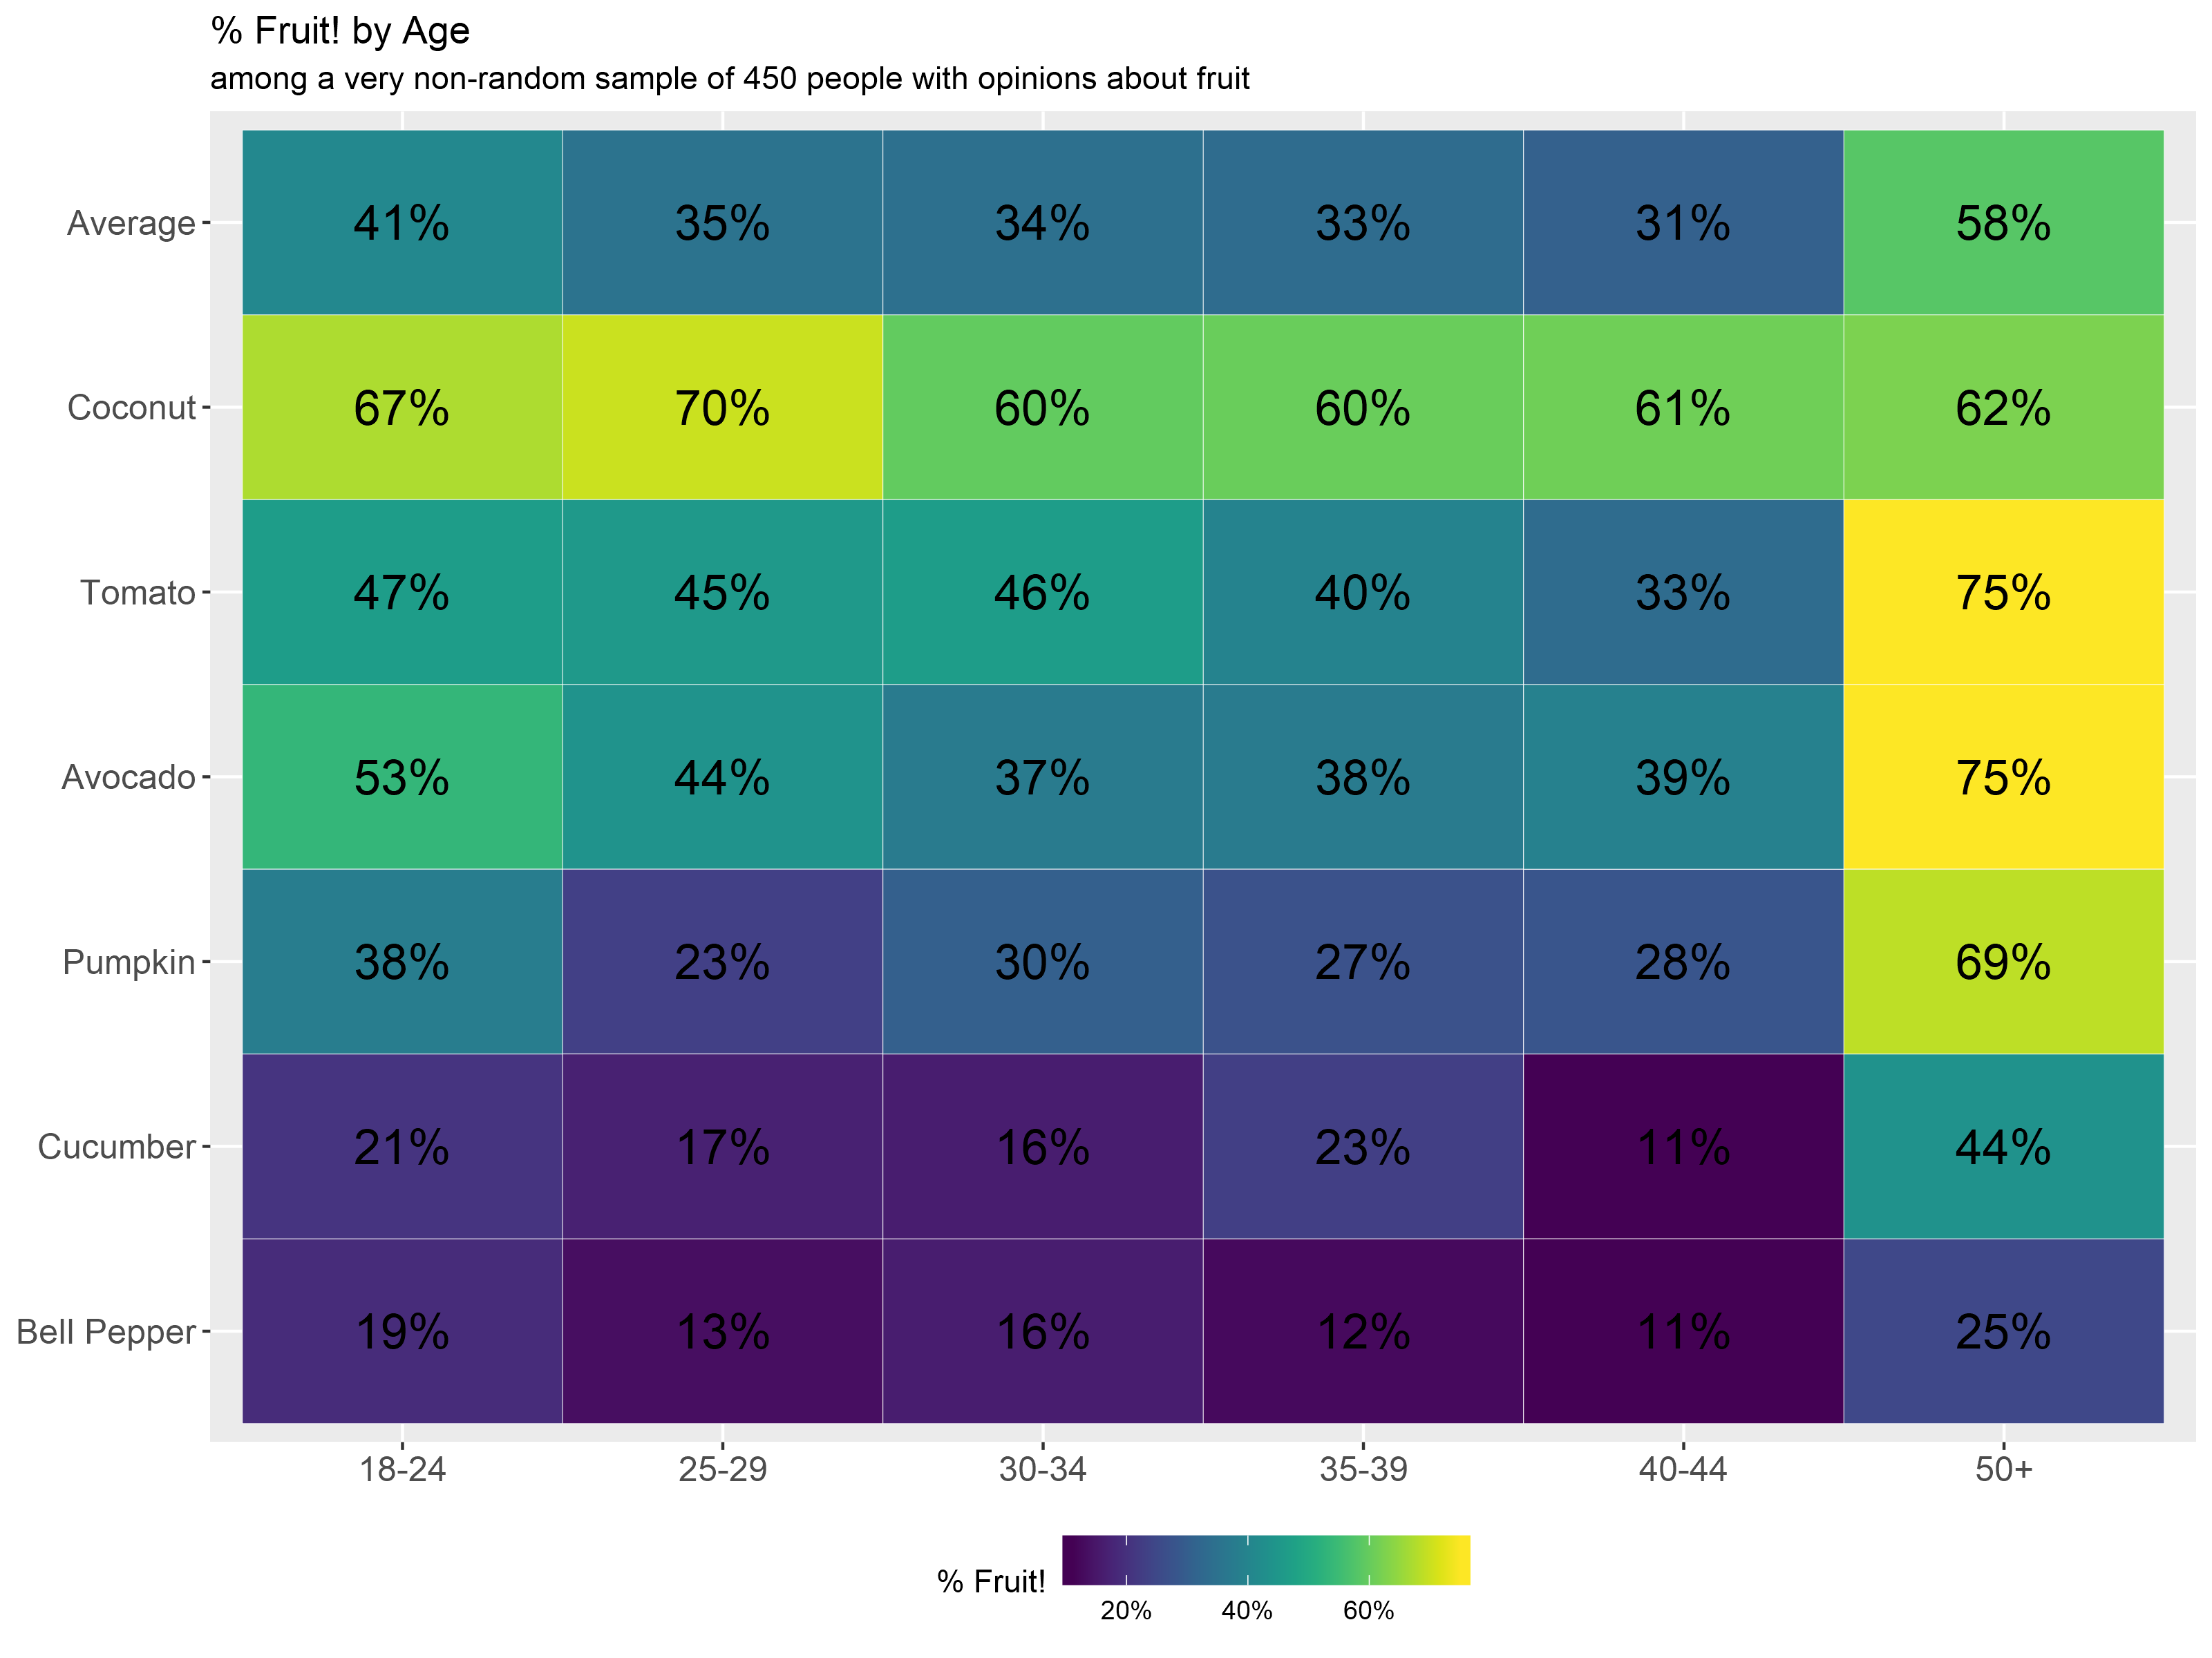 % Fruit! by Age
among a very non-random sample of 450 people with opinions about fruit
Average 41% 35% 34% 33% 31% 58%
Coconut 67% 70% 60% 60% 61% 62%
Tomato 47% 45% 46% 40% 33% 75%
Avocado 53% 44% 37% 38% 39% 75%
Pumpkin 38% 23% 30% 27% 28% 69%
Cucumber 21% 17% 16% 23% 11% 44%
Bell Pepper 19% 13% 16% 12% 11% 25%
18-24 25-29 30-34 35-39 40-44 50+
% Fruit!
20% 40% 60%